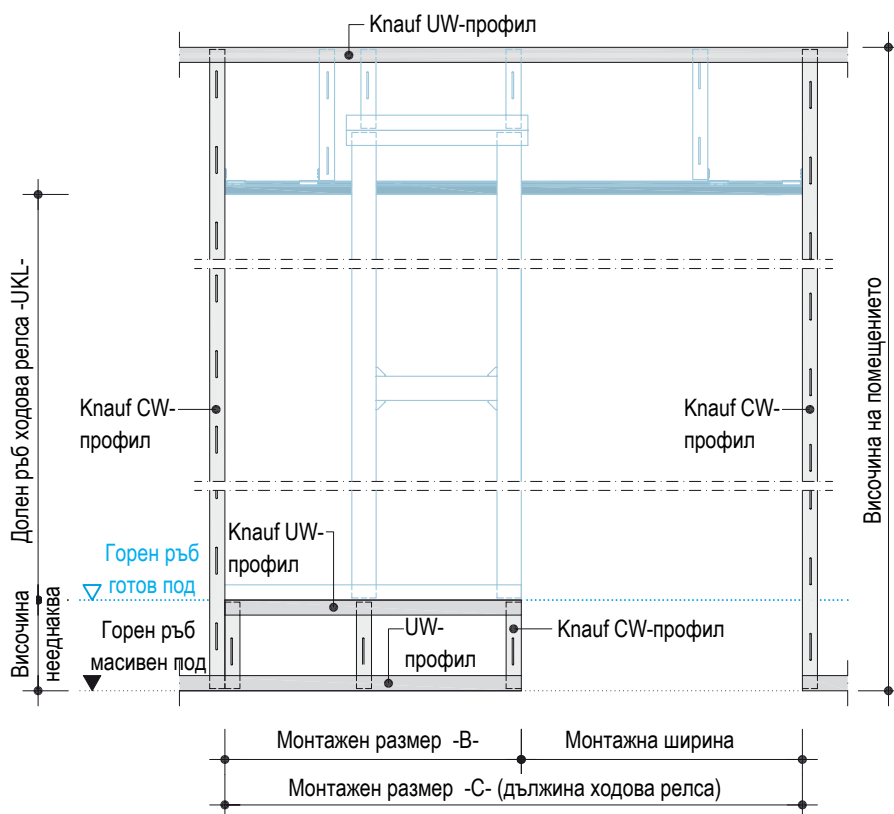 Knauf UW-профил
Долен ръб ходова релса -UKL-
Височина на помещението
Knauf CW-
профил
Knauf CW-
профил
Knauf UW-
профил
Горен ръб
готов под
Височина
нееднаква
Горен ръб
масивен под
UW-
профил
Knauf CW-профил
Монтажен размер -B-
Монтажна ширина
Монтажен размер -C- (дължина ходова релса)